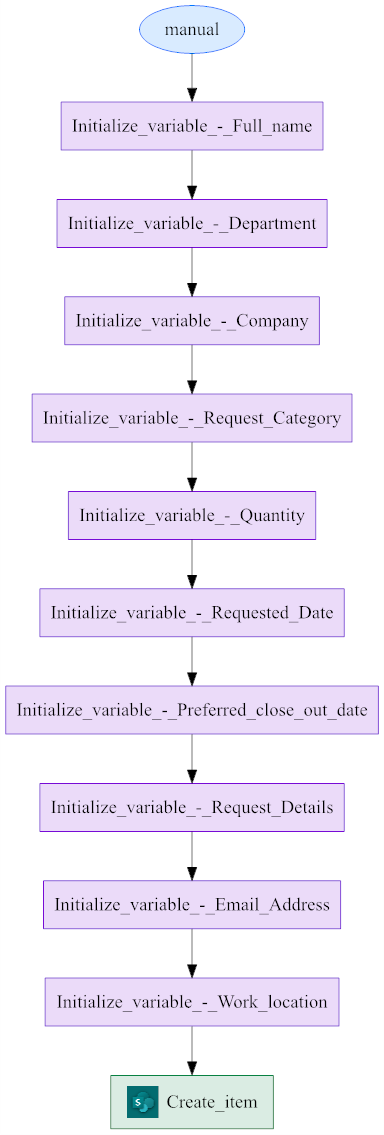 manual
Initialize_variable_-_Full_name
Initialize_variable_-_Department
Initialize_variable_-_Company
Initialize_variable_-_Request_Category
Initialize_variable_-_Quantity
Initialize_variable_-_Requested_Date
Initialize_variable_-_Preferred_close_out_date
Initialize_variable_-_Request_Details
Initialize_variable_-_Email_Address
Initialize_variable_-_Work_location
S Create_item